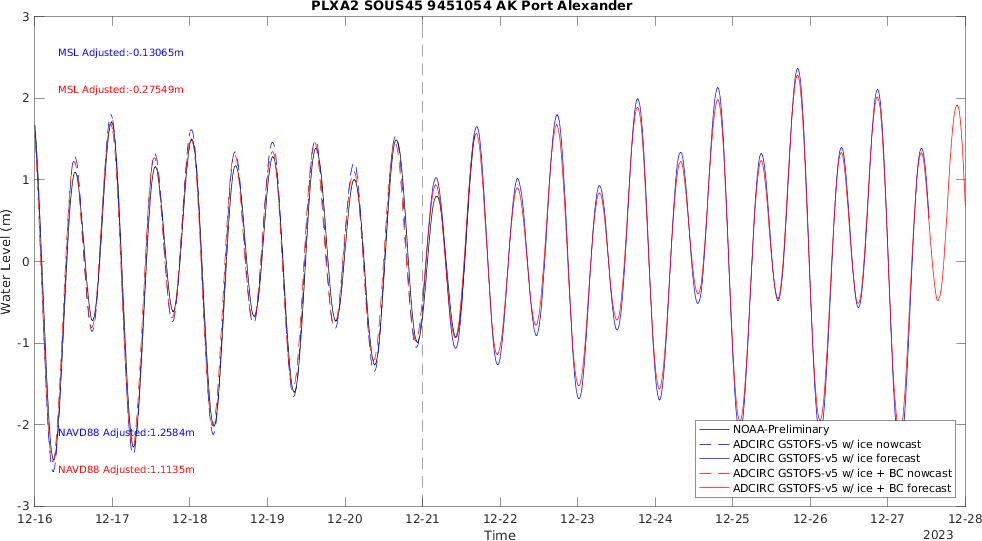 PLXA2 SOUS45 9451054 AK Port Alexander
MSL Adjusted:-0.13065m
MSL Adjusted:-0.27549m
NAVD88 Adjusted:1.2584m
NAVD88 Adjusted:1.1135m
Water Level (m)
3
2
1
0
-1
-2
-3
NOAA-Preliminary
ADCIRC GSTOFS-v5 w/ ice nowcast
ADCIRC GSTOFS-v5 w/ ice forecast
ADCIRC GSTOFS-v5 w/ ice + BC nowcast
ADCIRC GSTOFS-v5 w/ ice + BC forecast
12-16 12-17 12-18 12-19 12-20 12-21 12-22 12-23 12-24 12-25 12-26 12-27 12-28
Time
2023